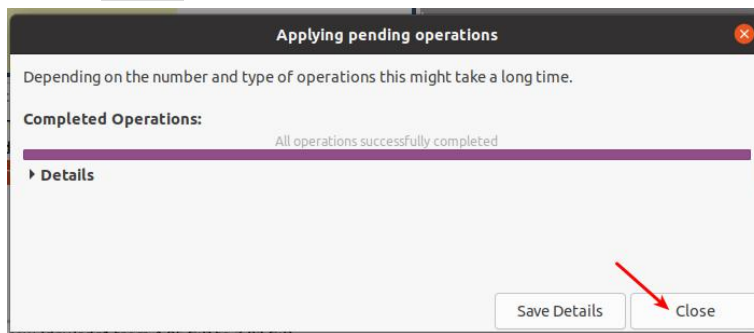 Applying pending operations
Depending on the number and type of operations this might take a long time.
Completed Operations:
All operations successfully completed
Details
Save Details
Close